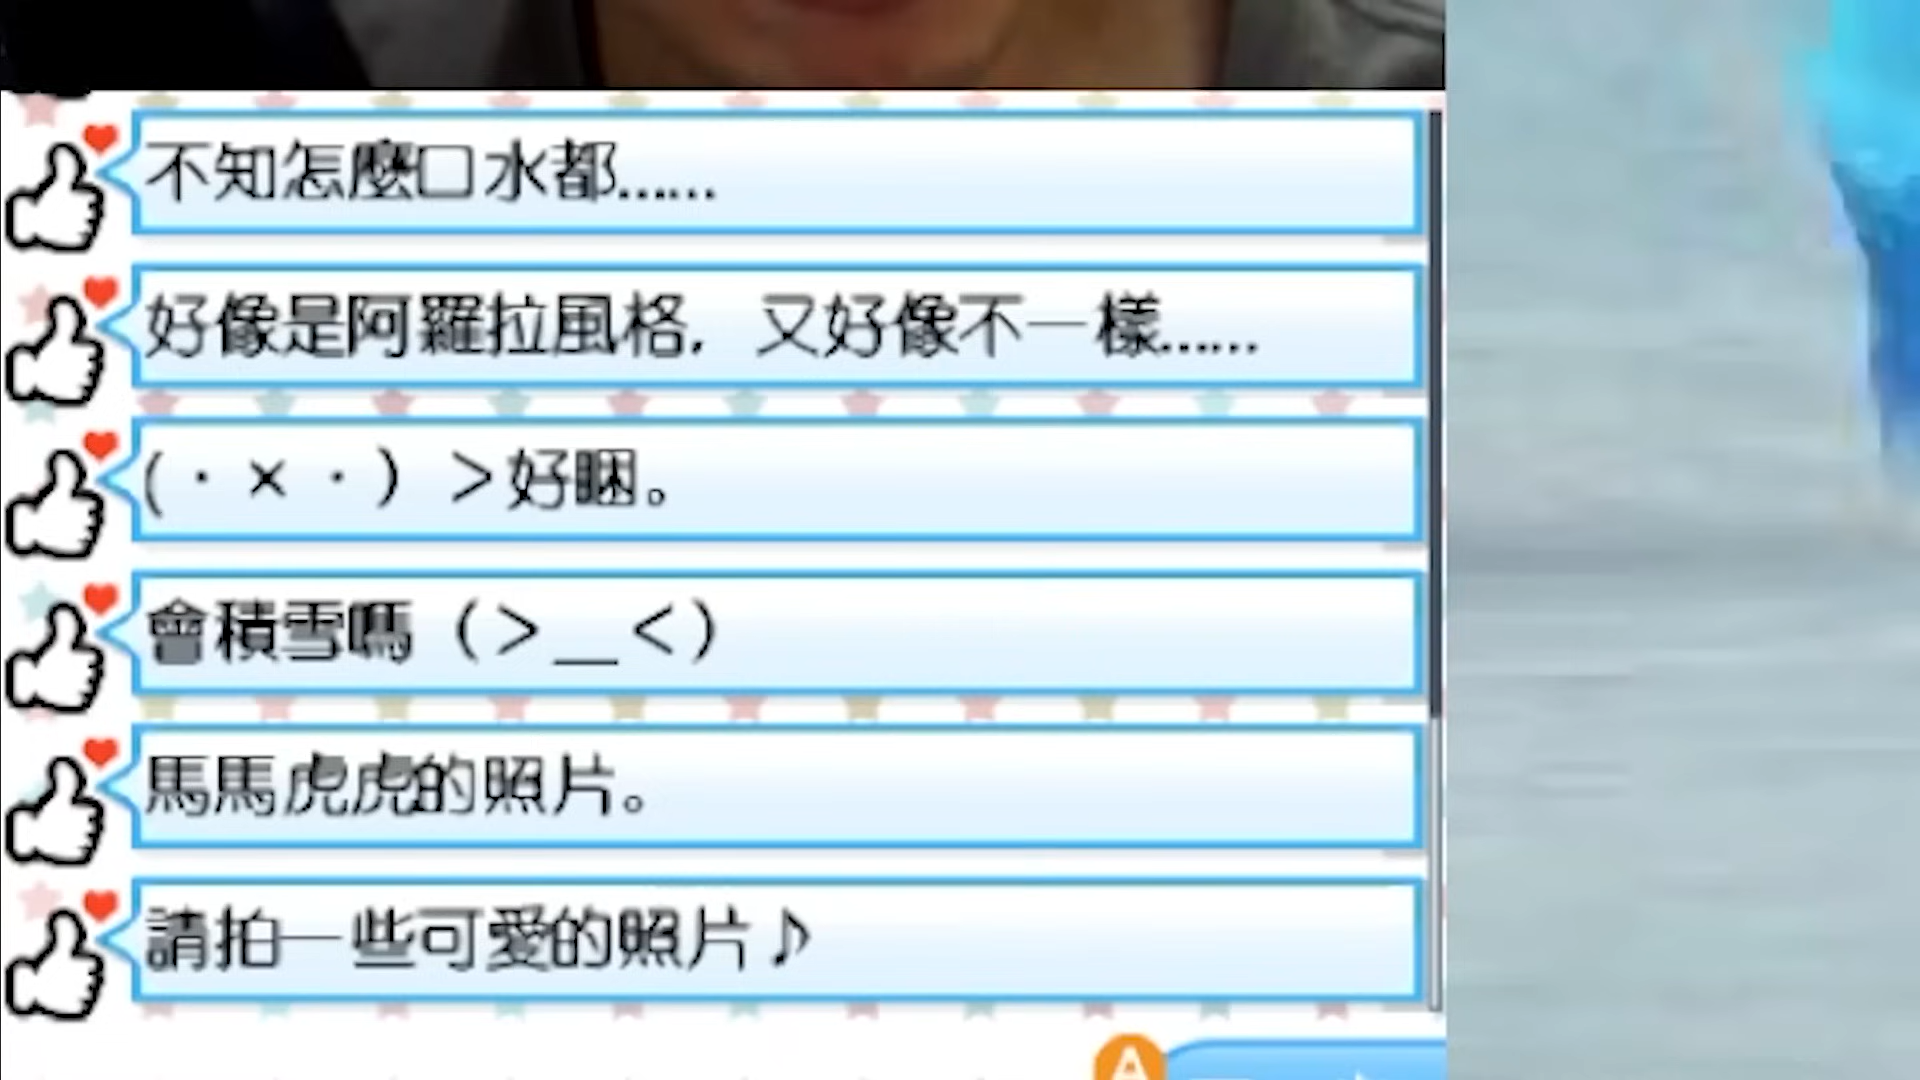 不知怎麼口水都……
好像是阿羅拉風格，又好像不一樣……
(・×・）＞好睏。
會積雪嗎（＞＿＜）
馬馬虎虎的照片。
請拍一些可愛的照片♪
A